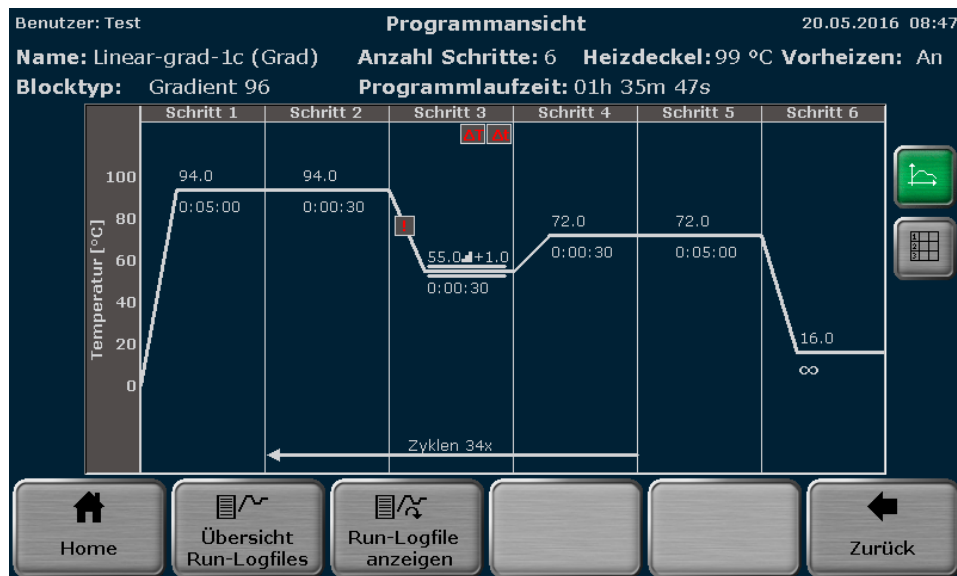 Benutzer: Test Programmansicht 20.05.2016 08:47
Name: Linear-grad-1c (Grad) Anzahl Schritte: 6 Heizdeckel: 99 °C Vorheizen: An
Blocktyp: Gradient 96 Programmlaufzeit: 01h 35m 47s
Schritt 1 Schritt 2 Schritt 3 Schritt 4 Schritt 5 Schritt 6
ΔT Δt
100 94.0 94.0
0:05:00 0:00:30
80 72.0 72.0
!
60 55.0 +1.0 0:00:30 0:05:00
0:00:30
40
20 16.0
∞
0
Temperatur [°C]
Zyklen 34x
1
2
3
Home
Übersicht
Run-Logfiles
Run-Logfile
anzeigen
Zurück